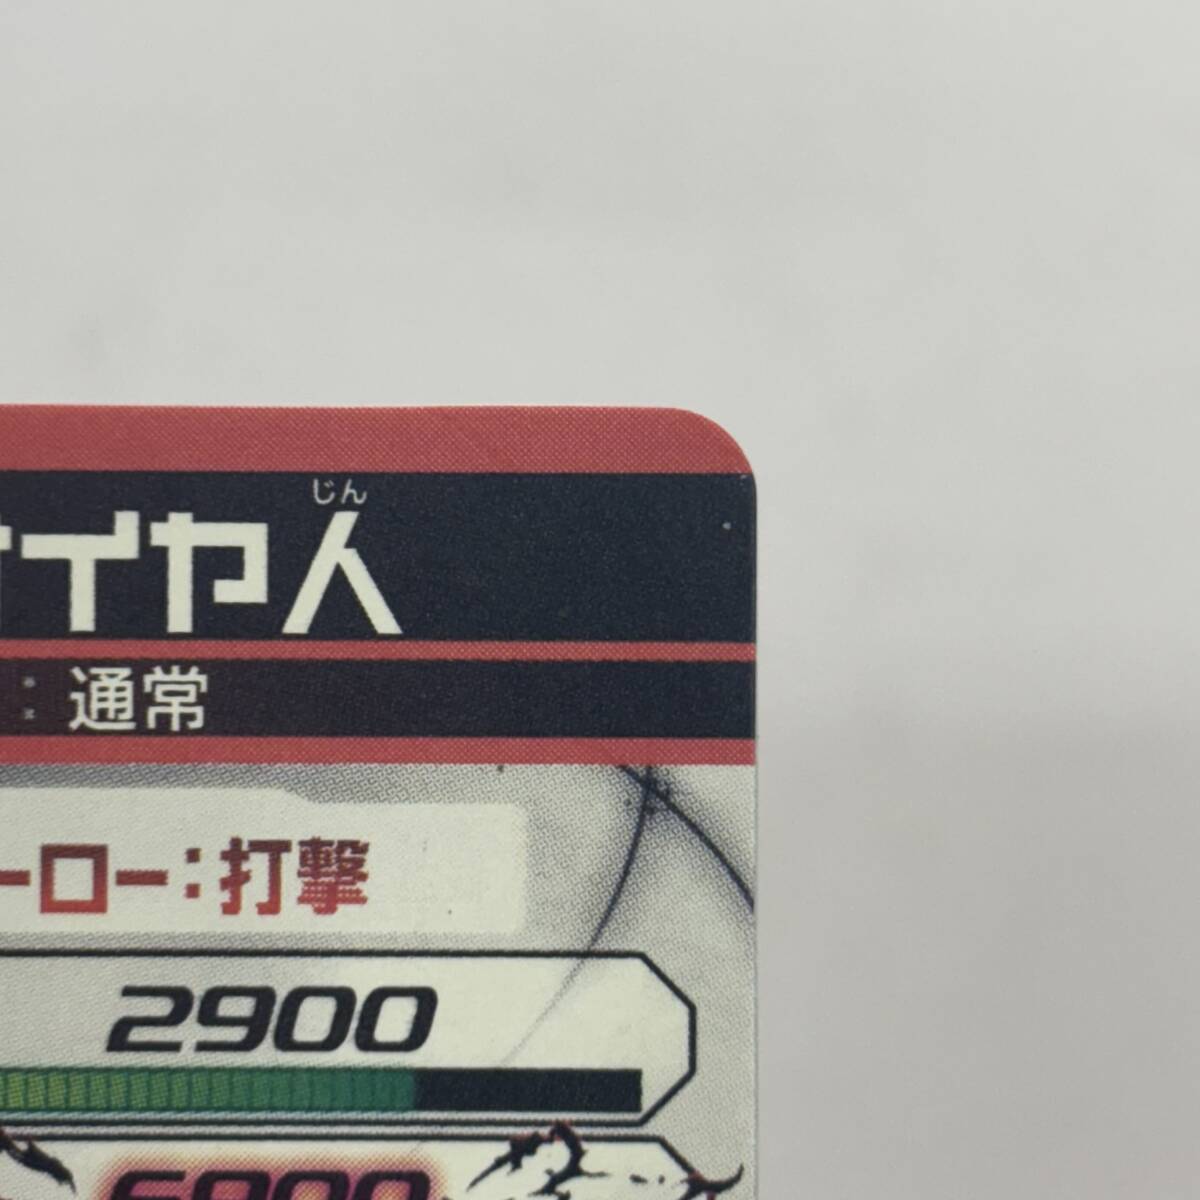 じん
イヤ人
：通常
ーロー：打撃
2900